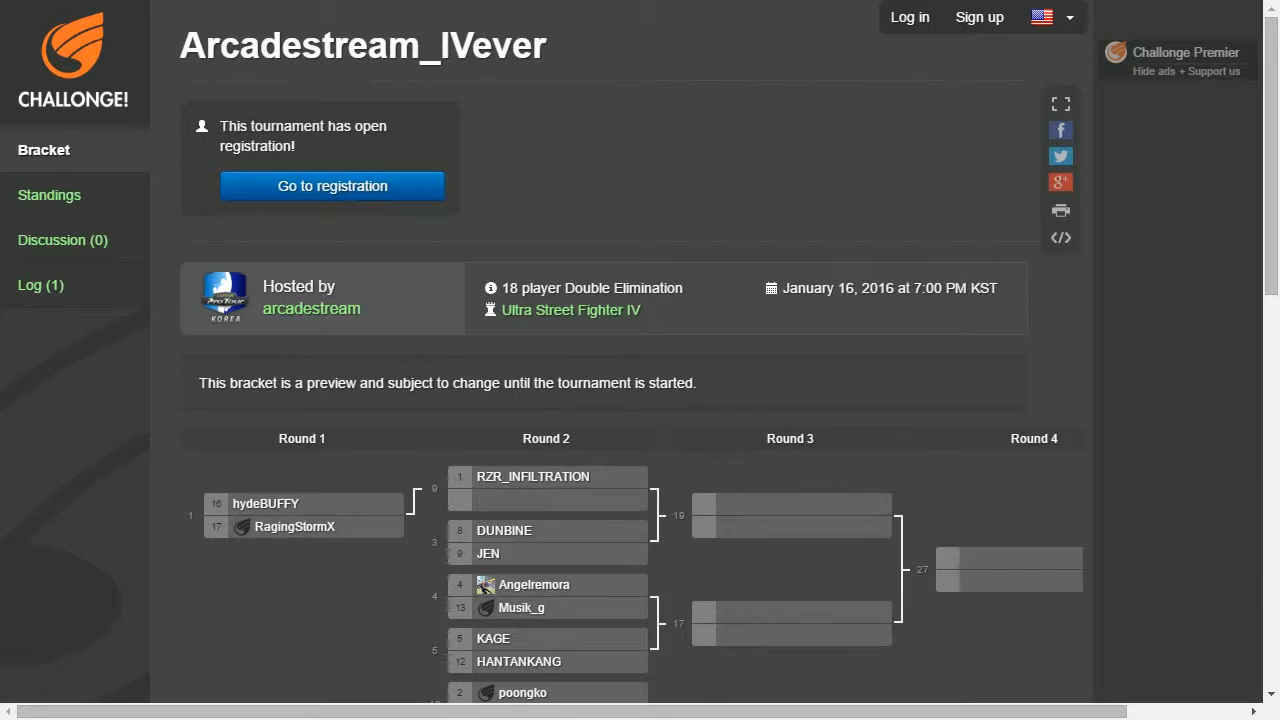 Log in
Sign up
Arcadestream_IVever
CHALLONGE!
Challonge Premier
Hide ads + Support us
This tournament has open
registration!
Go to registration
Bracket
Standings
Discussion (0)
Log (1)
PRO TOUR
KOREA
Hosted by
arcadestream
18 player Double Elimination
Ultra Street Fighter IV
January 16, 2016 at 7:00 PM KST
This bracket is a preview and subject to change until the tournament is started.
Round 1
Round 2
Round 3
Round 4
1
16 hydeBUFFY
17 RagingStormX
9
1 RZR_INFILTRATION
3
8 DUNBINE
9 JEN
4
4 Angelremora
13 Musik_g
5
5 KAGE
12 HANTANKANG
2 poongko
19
17
27